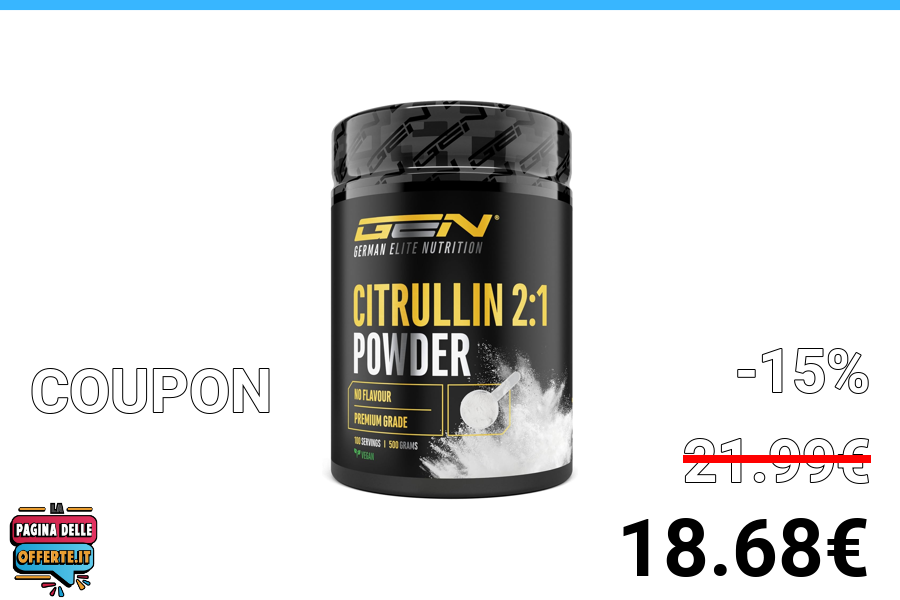 GEN®
GERMAN ELITE NUTRITION
CITRULLIN 2:1
POWDER
NO FLAVOUR
PREMIUM GRADE
100 SERVINGS | 500 GRAMS
VEGAN
COUPON
-15%
21.99€
18.68€
LA
PAGINA DELLE
OFFERTE.IT